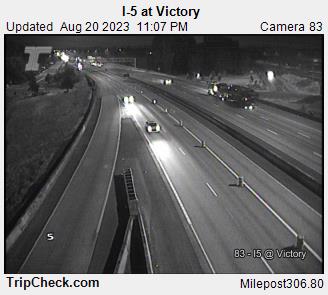 I-5 at Victory
Updated Aug 20 2023 11:07 PM Camera 83
S
83 - I5 @ Victory
TripCheck.com Milepost306.80